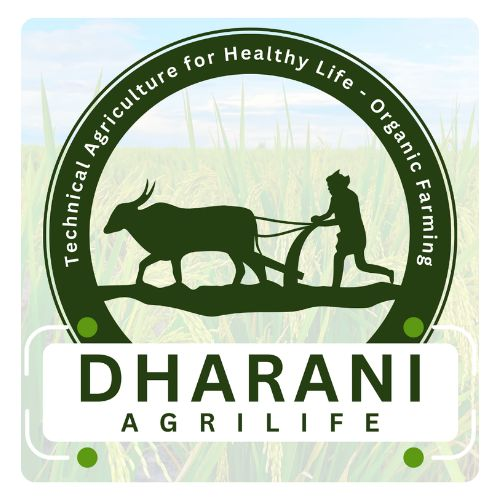 Technical Agriculture for Healthy Life - Organic Farming
DHARANI
AGRILIFE